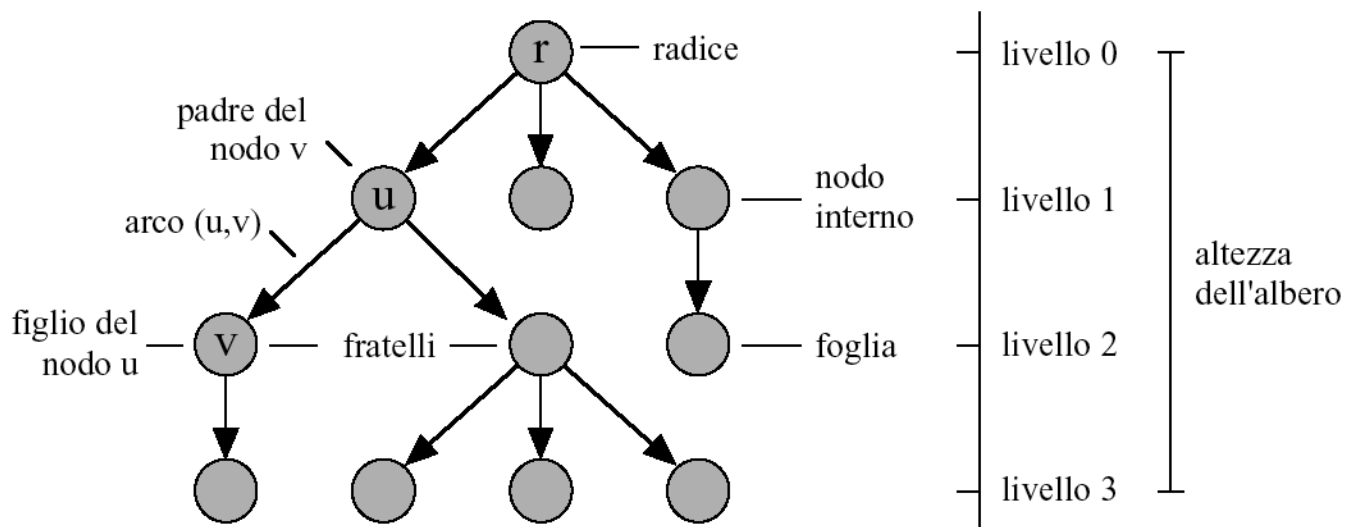 r
radice
livello 0
padre del
nodo v
u
nodo
interno
livello 1
arco (u,v)
altezza
dell'albero
figlio del
nodo u
v
fratelli
foglia
livello 2
livello 3